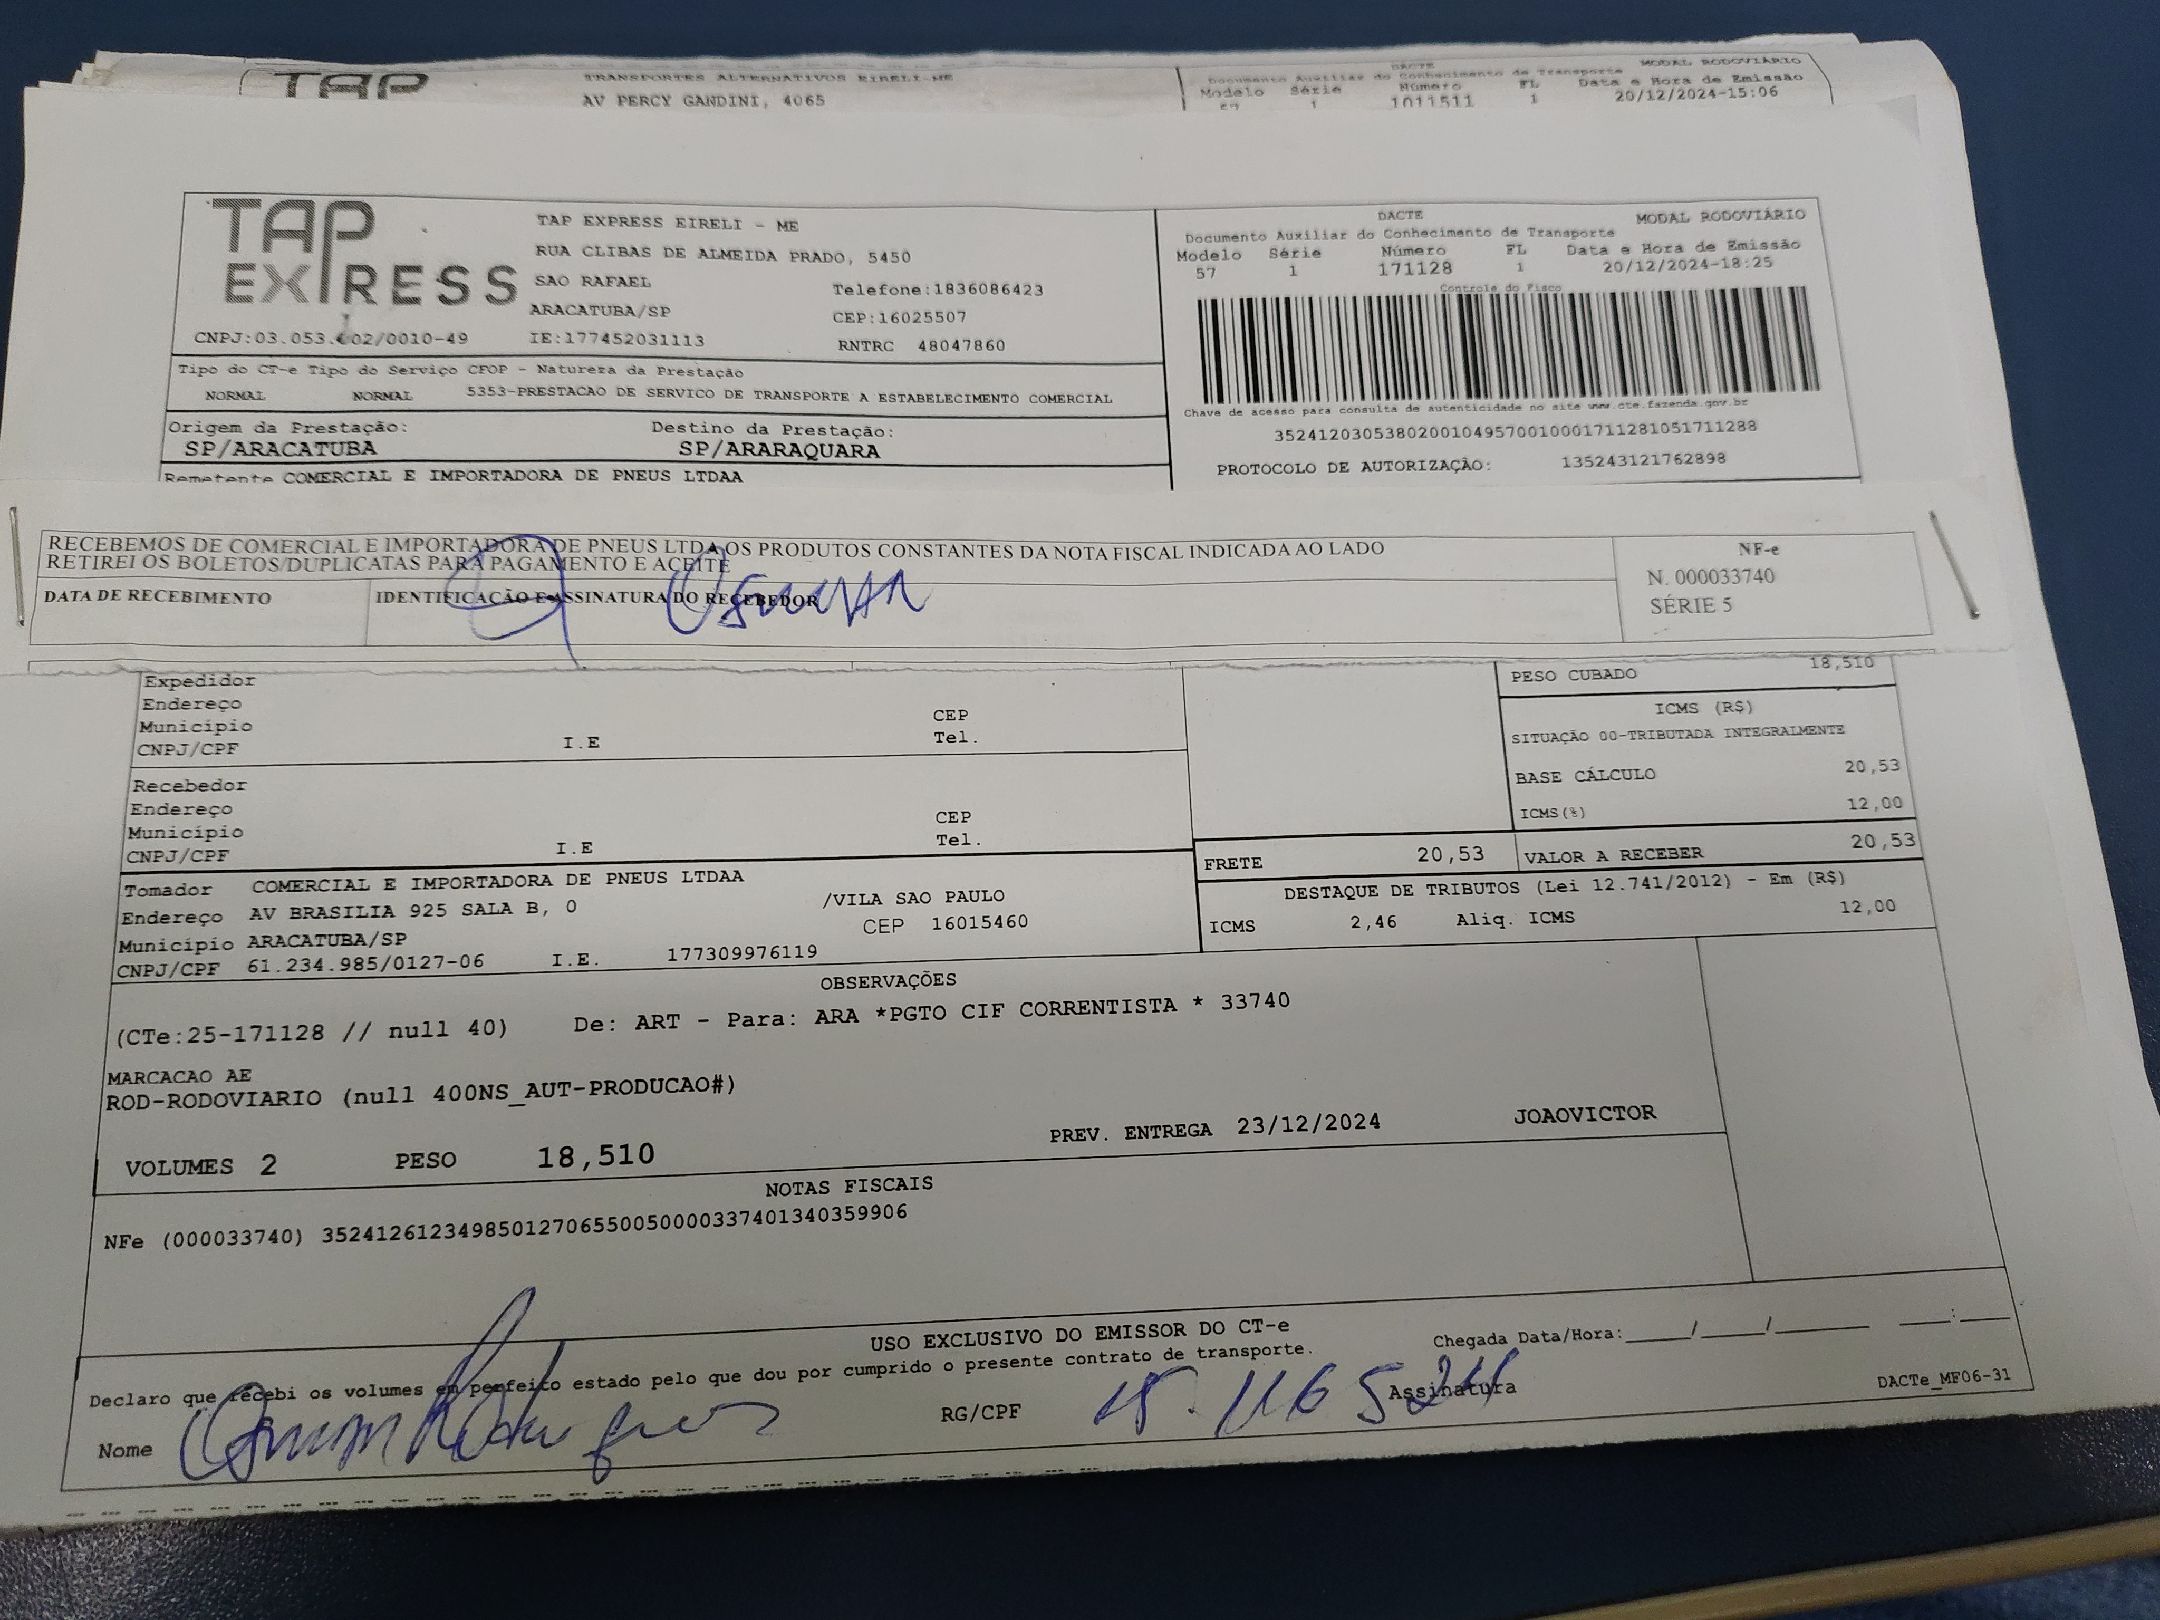 TAP
TRANSPORTES ALTERNATIVOS EIRELI-ME
AV PERCY GANDINI, 4065
DACTE
MODAL RODOVIÁRIO
Documento Auxiliar do Conhecimento de Transporte
Modelo Série Número FL Data e Hora de Emissão
1 1011511 1 20/12/2024-15:06
TAP EXPRESS
TAP EXPRESS EIRELI - ME
RUA CLIBAS DE ALMEIDA PRADO, 5450
SAO RAFAEL
Telefone:1836086423
ARACATUBA/SP
CEP:16025507
CNPJ:03.053. 02/0010-49 IE:177452031113
RNTRC 48047860
DACTE
MODAL RODOVIÁRIO
Documento Auxiliar do Conhecimento de Transporte
Modelo Série Número FL Data e Hora de Emissão
57 1 171128 1 20/12/2024-18:25
Controle do Fisco
Chave de acesso para consulta de autenticidade no site www.cte.fazenda.gov.br
35241203053802001049570010001711281051711288
PROTOCOLO DE AUTORIZAÇÃO: 135243121762898
Tipo do CT-e Tipo do Serviço CFOP - Natureza da Prestação
NORMAL NORMAL 5353-PRESTACAO DE SERVICO DE TRANSPORTE A ESTABELECIMENTO COMERCIAL
Origem da Prestação: Destino da Prestação:
SP/ARACATUBA SP/ARARAQUARA
Remetente COMERCIAL E IMPORTADORA DE PNEUS LTDAA
RECEBEMOS DE COMERCIAL E IMPORTADORA DE PNEUS LTDA OS PRODUTOS CONSTANTES DA NOTA FISCAL INDICADA AO LADO
RETIREI OS BOLETOS/DUPLICATAS PARA PAGAMENTO E ACEITE
DATA DE RECEBIMENTO IDENTIFICAÇÃO E ASSINATURA DO RECEBEDOR
NF-e
N. 000033740
SÉRIE 5
Expedidor
Endereço
Município CEP
CNPJ/CPF I.E Tel.
Recebedor
Endereço
Município CEP
CNPJ/CPF I.E Tel.
PESO CUBADO 18,510
ICMS (R$)
SITUAÇÃO 00-TRIBUTADA INTEGRALMENTE
BASE CÁLCULO 20,53
ICMS(%) 12,00
FRETE 20,53 VALOR A RECEBER 20,53
DESTAQUE DE TRIBUTOS (Lei 12.741/2012) - Em (R$)
ICMS 2,46 Aliq. ICMS 12,00
Tomador COMERCIAL E IMPORTADORA DE PNEUS LTDAA
Endereço AV BRASILIA 925 SALA B, 0 /VILA SAO PAULO
Município ARACATUBA/SP CEP 16015460
CNPJ/CPF 61.234.985/0127-06 I.E. 177309976119
OBSERVAÇÕES
(CTe:25-171128 // null 40) De: ART - Para: ARA *PGTO CIF CORRENTISTA * 33740
MARCACAO AE
ROD-RODOVIARIO (null 400NS_AUT-PRODUCAO#)
VOLUMES 2 PESO 18,510 PREV. ENTREGA 23/12/2024 JOAOVICTOR
NOTAS FISCAIS
NFe (000033740) 35241261234985012706550050000337401340359906
USO EXCLUSIVO DO EMISSOR DO CT-e
Declaro que recebi os volumes em perfeito estado pelo que dou por cumprido o presente contrato de transporte.
Chegada Data/Hora:_____/_____/_______ ____:____
Nome RG/CPF Assinatura
DACTe_MF06-31